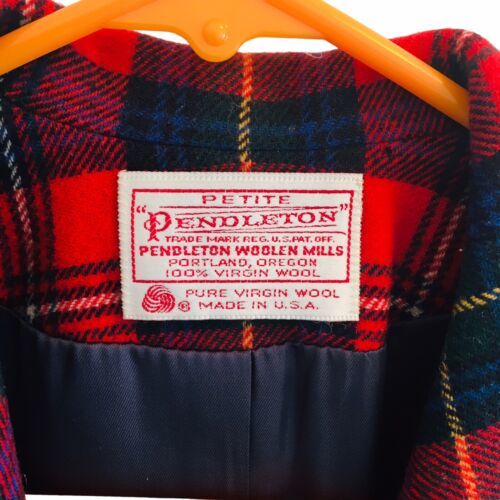 PETITE
"PENDLETON"
TRADE MARK REG. U.S. PAT. OFF.
PENDLETON WOOLEN MILLS
PORTLAND, OREGON
100% VIRGIN WOOL
® PURE VIRGIN WOOL
MADE IN U.S.A.